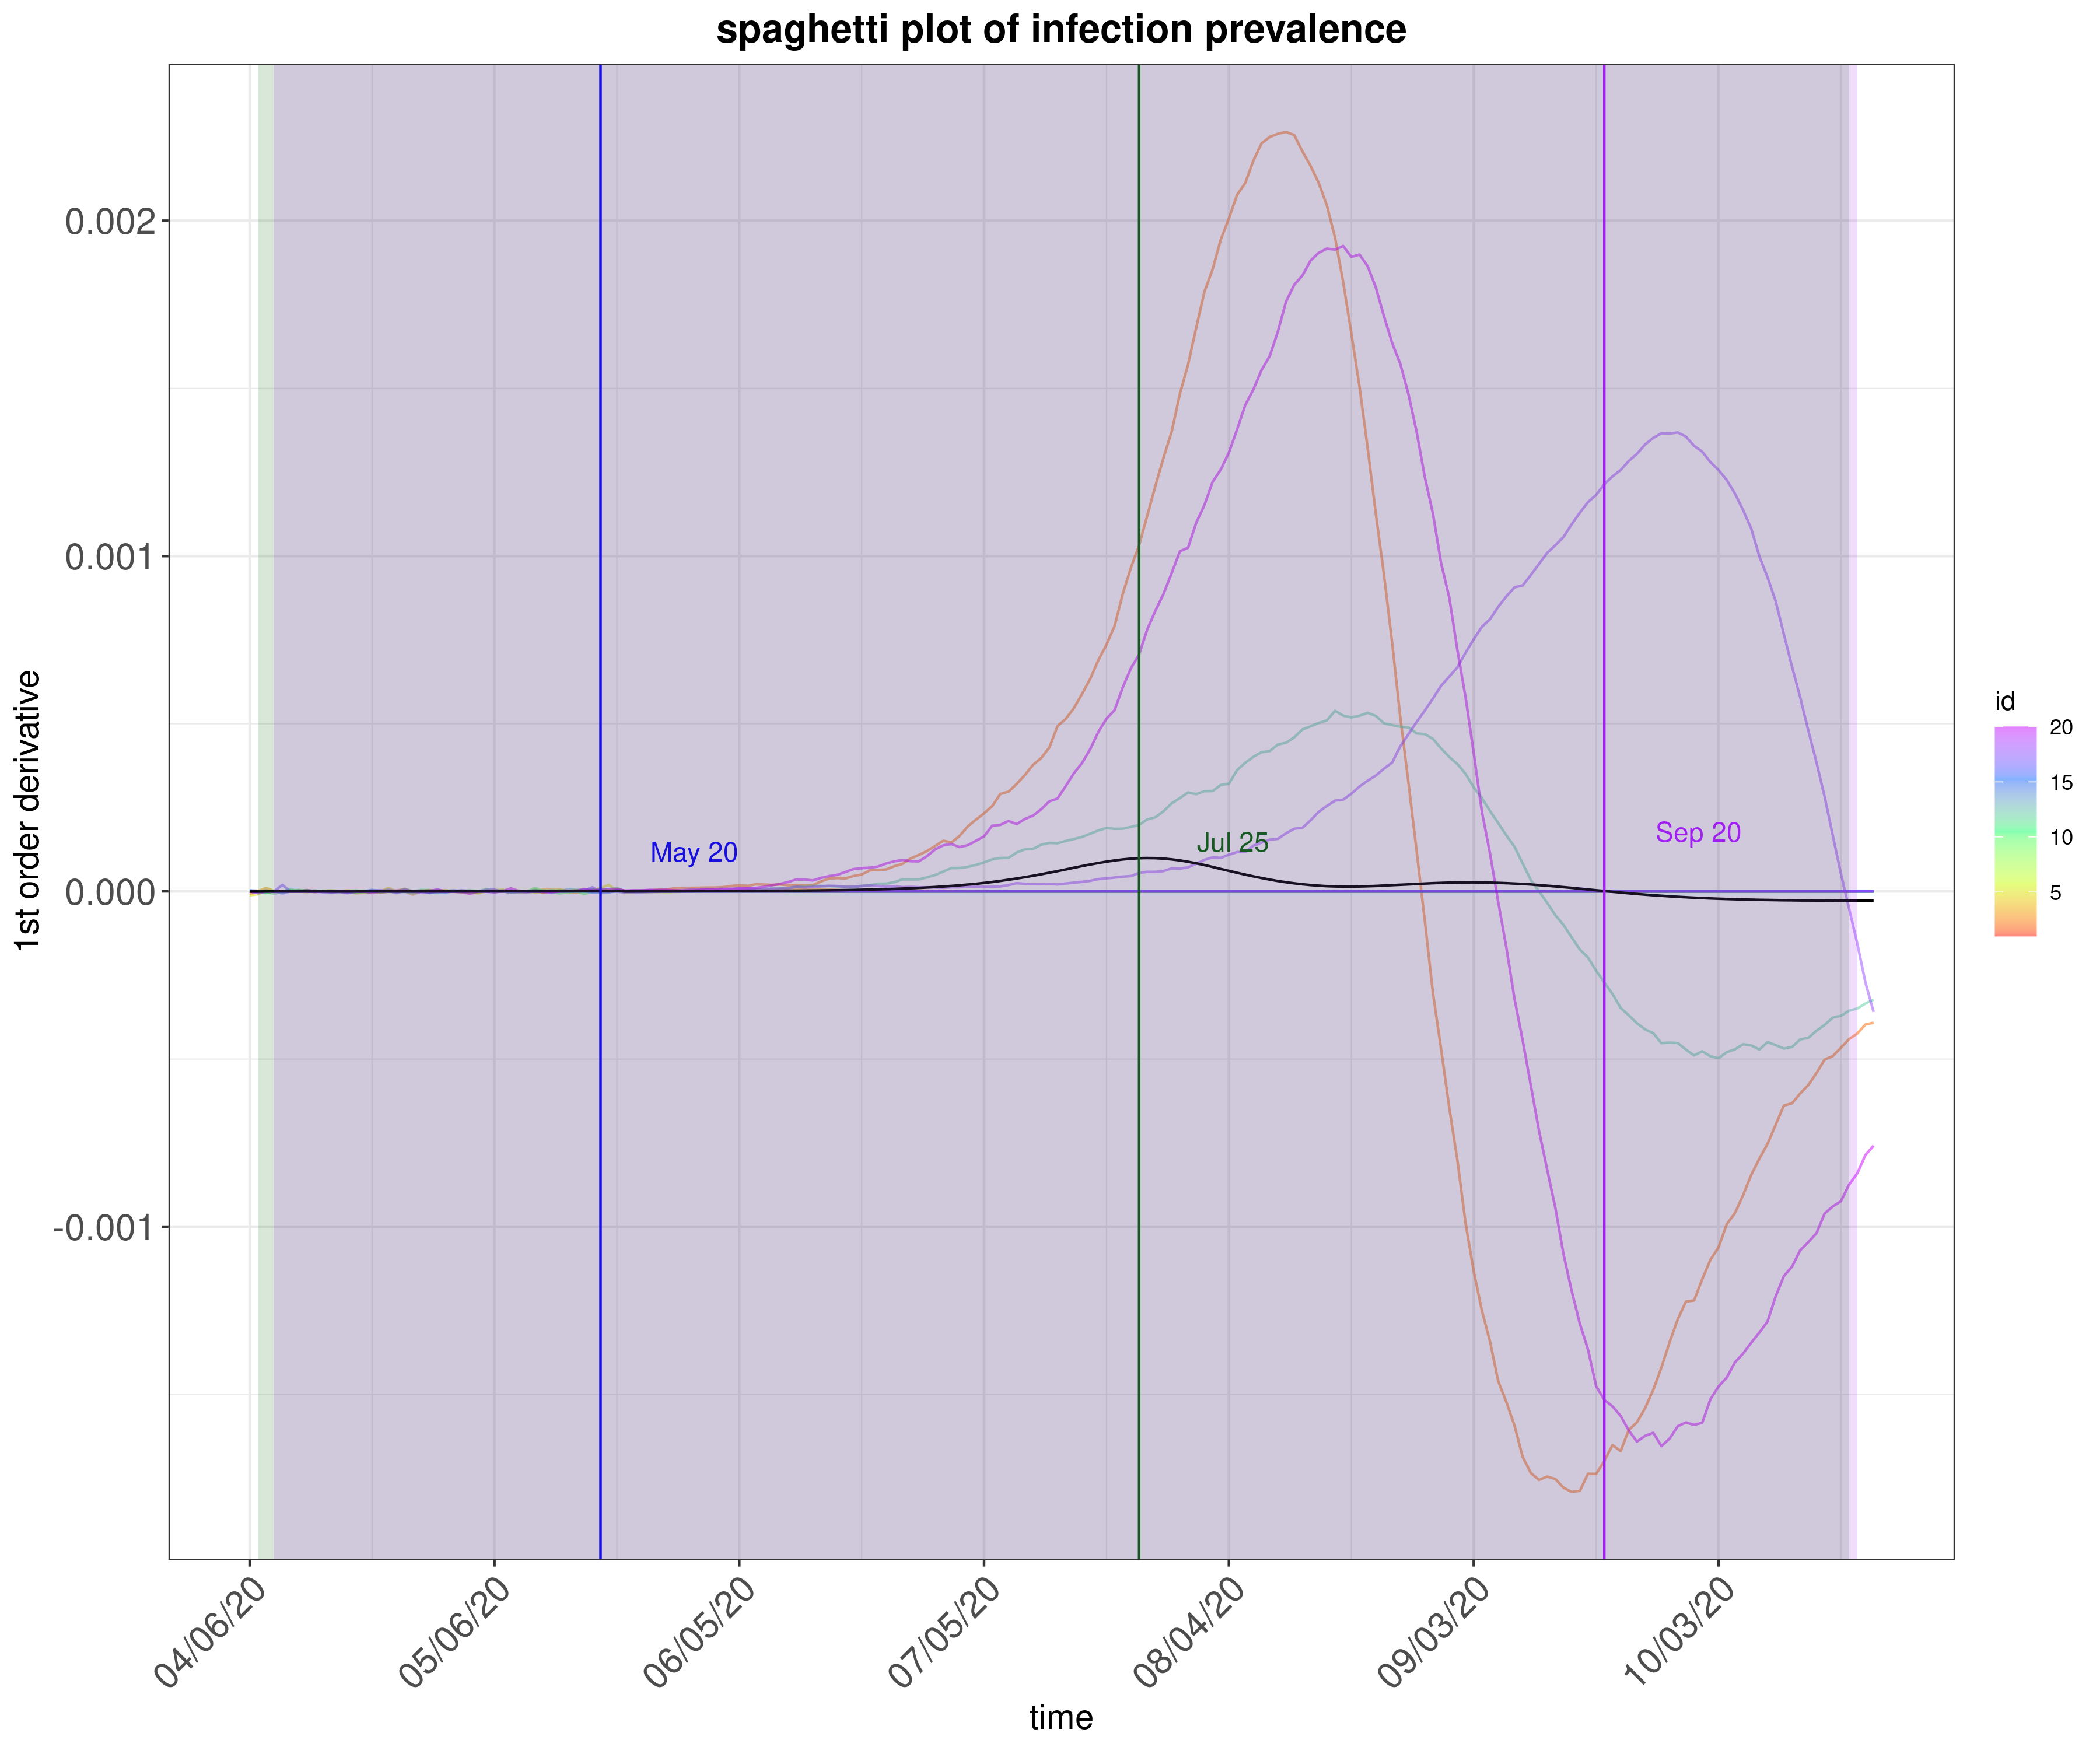 spaghetti plot of infection prevalence
1st order derivative
0.002
0.001
0.000
-0.001
May 20
Jul 25
Sep 20
04/06/20
05/06/20
06/05/20
07/05/20
08/04/20
09/03/20
10/03/20
time
id
20
15
10
5